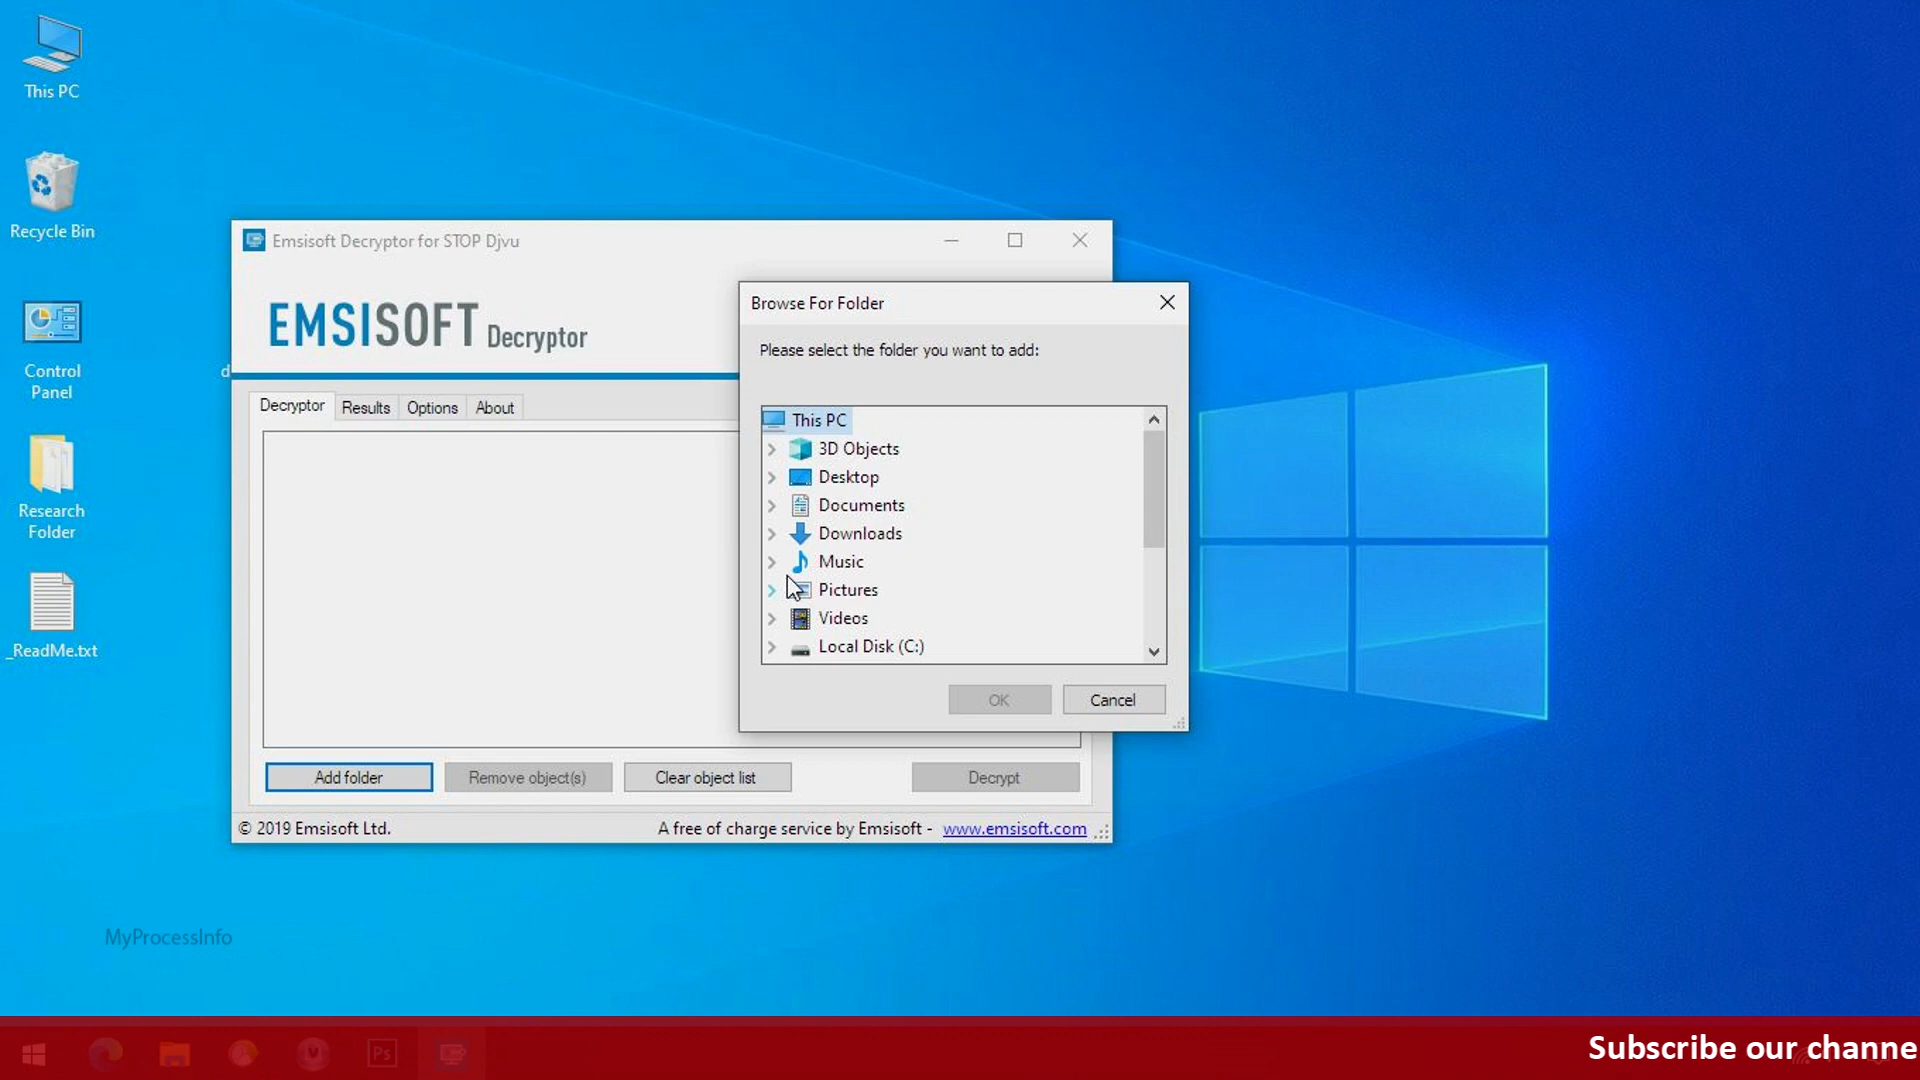 This PC
Recycle Bin
Control
Panel
Research
Folder
_ReadMe.txt
d
Emsisoft Decryptor for STOP Djvu
EMSISOFT Decryptor
Decryptor
Results
Options
About
Add folder
Remove object(s)
Clear object list
Decrypt
© 2019 Emsisoft Ltd.
A free of charge service by Emsisoft - www.emsisoft.com
Browse For Folder
Please select the folder you want to add:
This PC
3D Objects
Desktop
Documents
Downloads
Music
Pictures
Videos
Local Disk (C:)
OK
Cancel
MyProcessInfo
Ps
Subscribe our channe